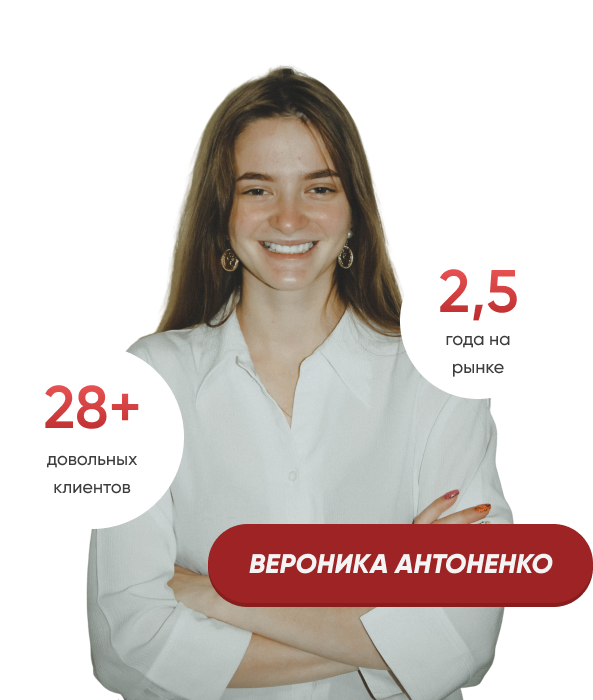 2,5
года на
рынке
28+
довольных
клиентов
ВЕРОНИКА АНТОНЕНКО